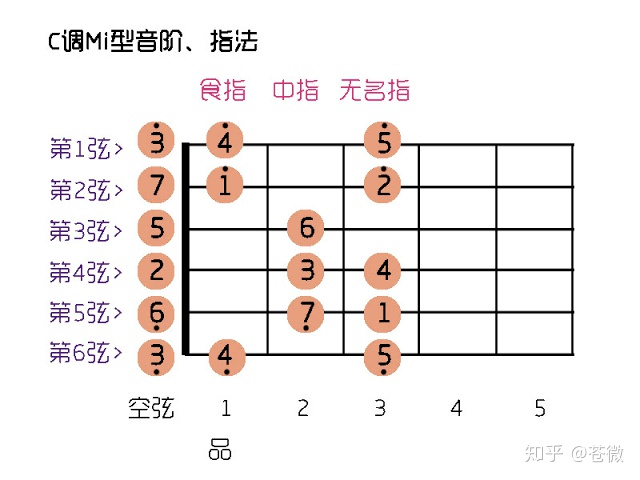 C调Mi型音阶、指法
食指 中指 无名指
第1弦> 3 4 5
第2弦> 7 1 2
第3弦> 5 6
第4弦> 2 3 4
第5弦> 6 7 1
第6弦> 3 4 5
空弦 1 2 3 4 5
品
知乎 @苍微